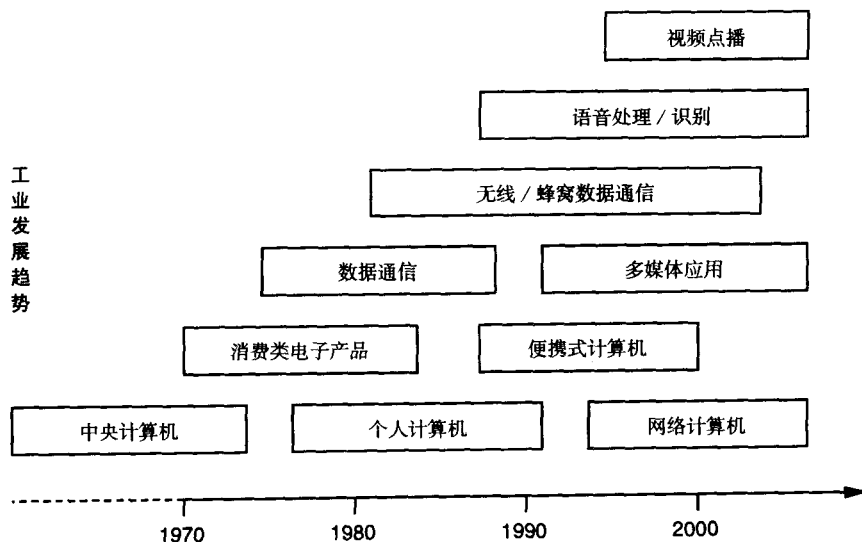 视频点播
语音处理 / 识别
无线 / 蜂窝数据通信
工业发展趋势
数据通信
多媒体应用
消费类电子产品
便携式计算机
中央计算机
个人计算机
网络计算机
1970
1980
1990
2000